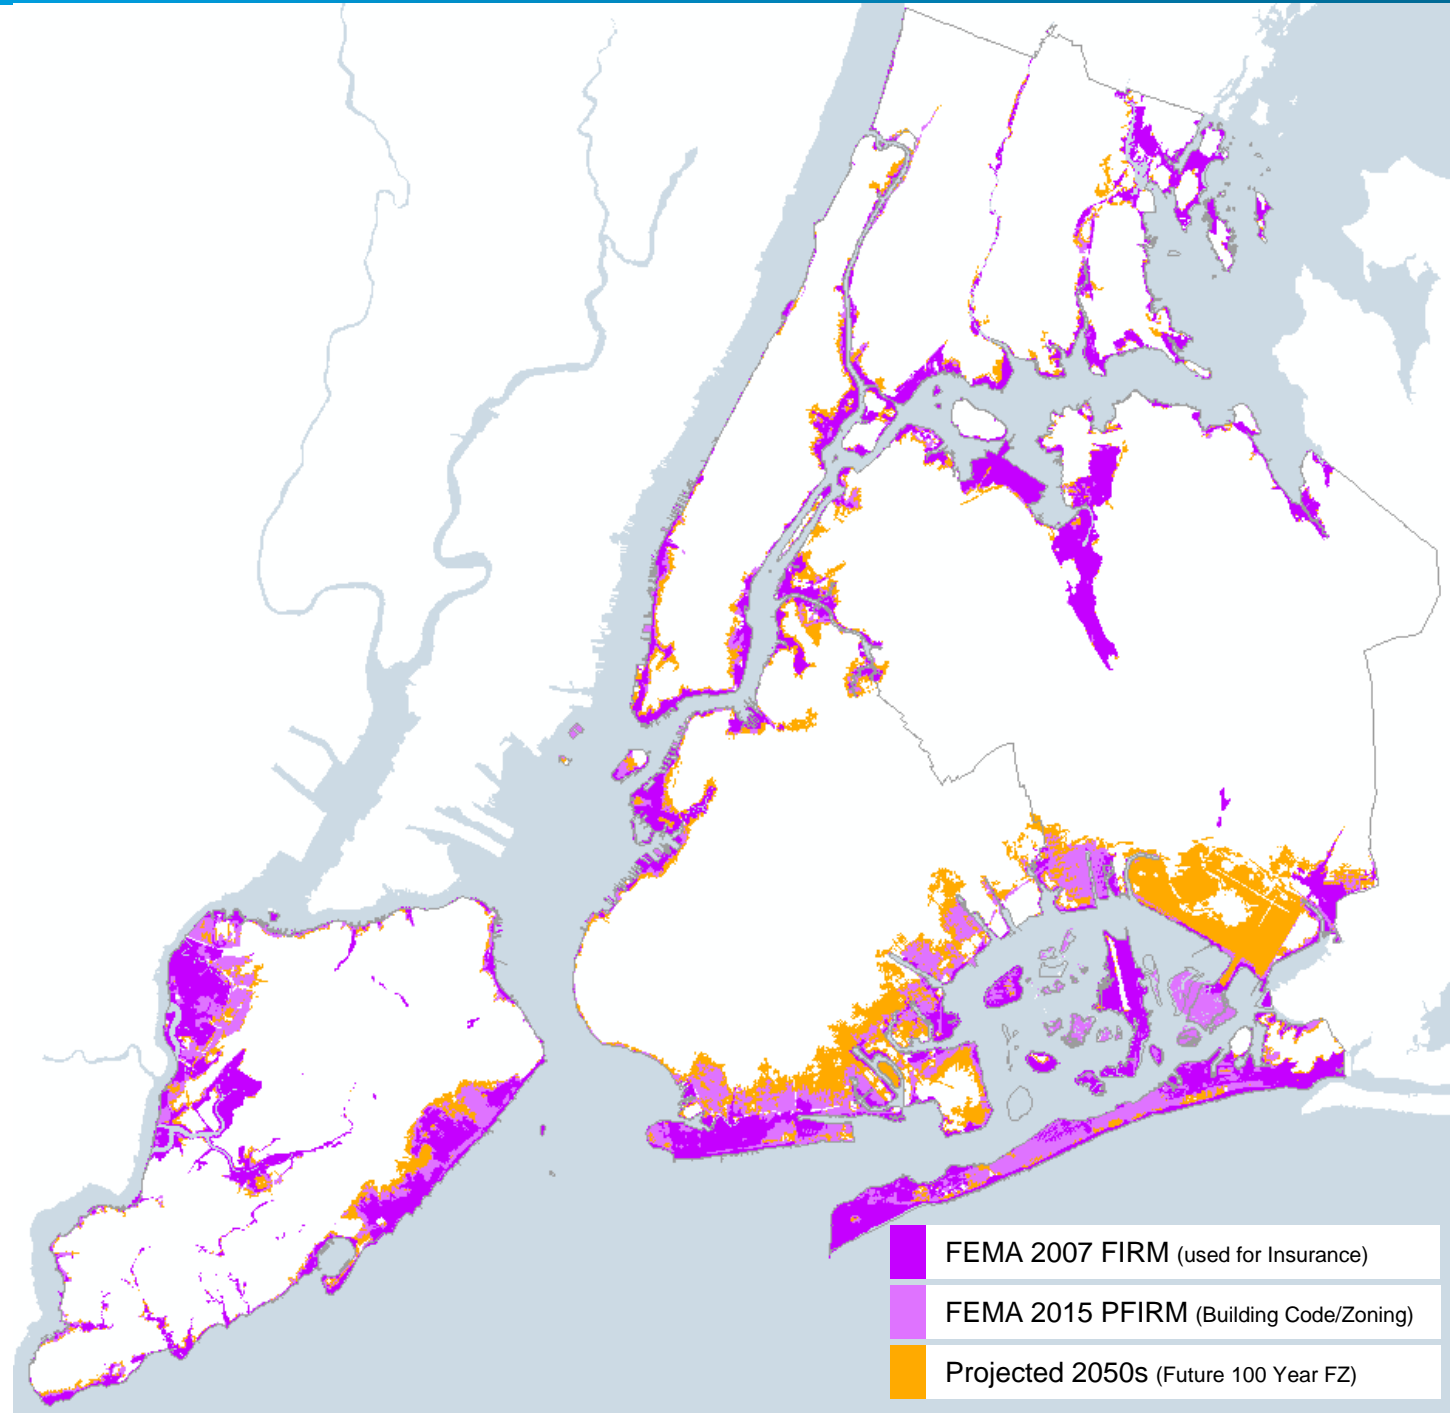 FEMA 2007 FIRM (used for Insurance)
FEMA 2015 PFIRM (Building Code/Zoning)
Projected 2050s (Future 100 Year FZ)